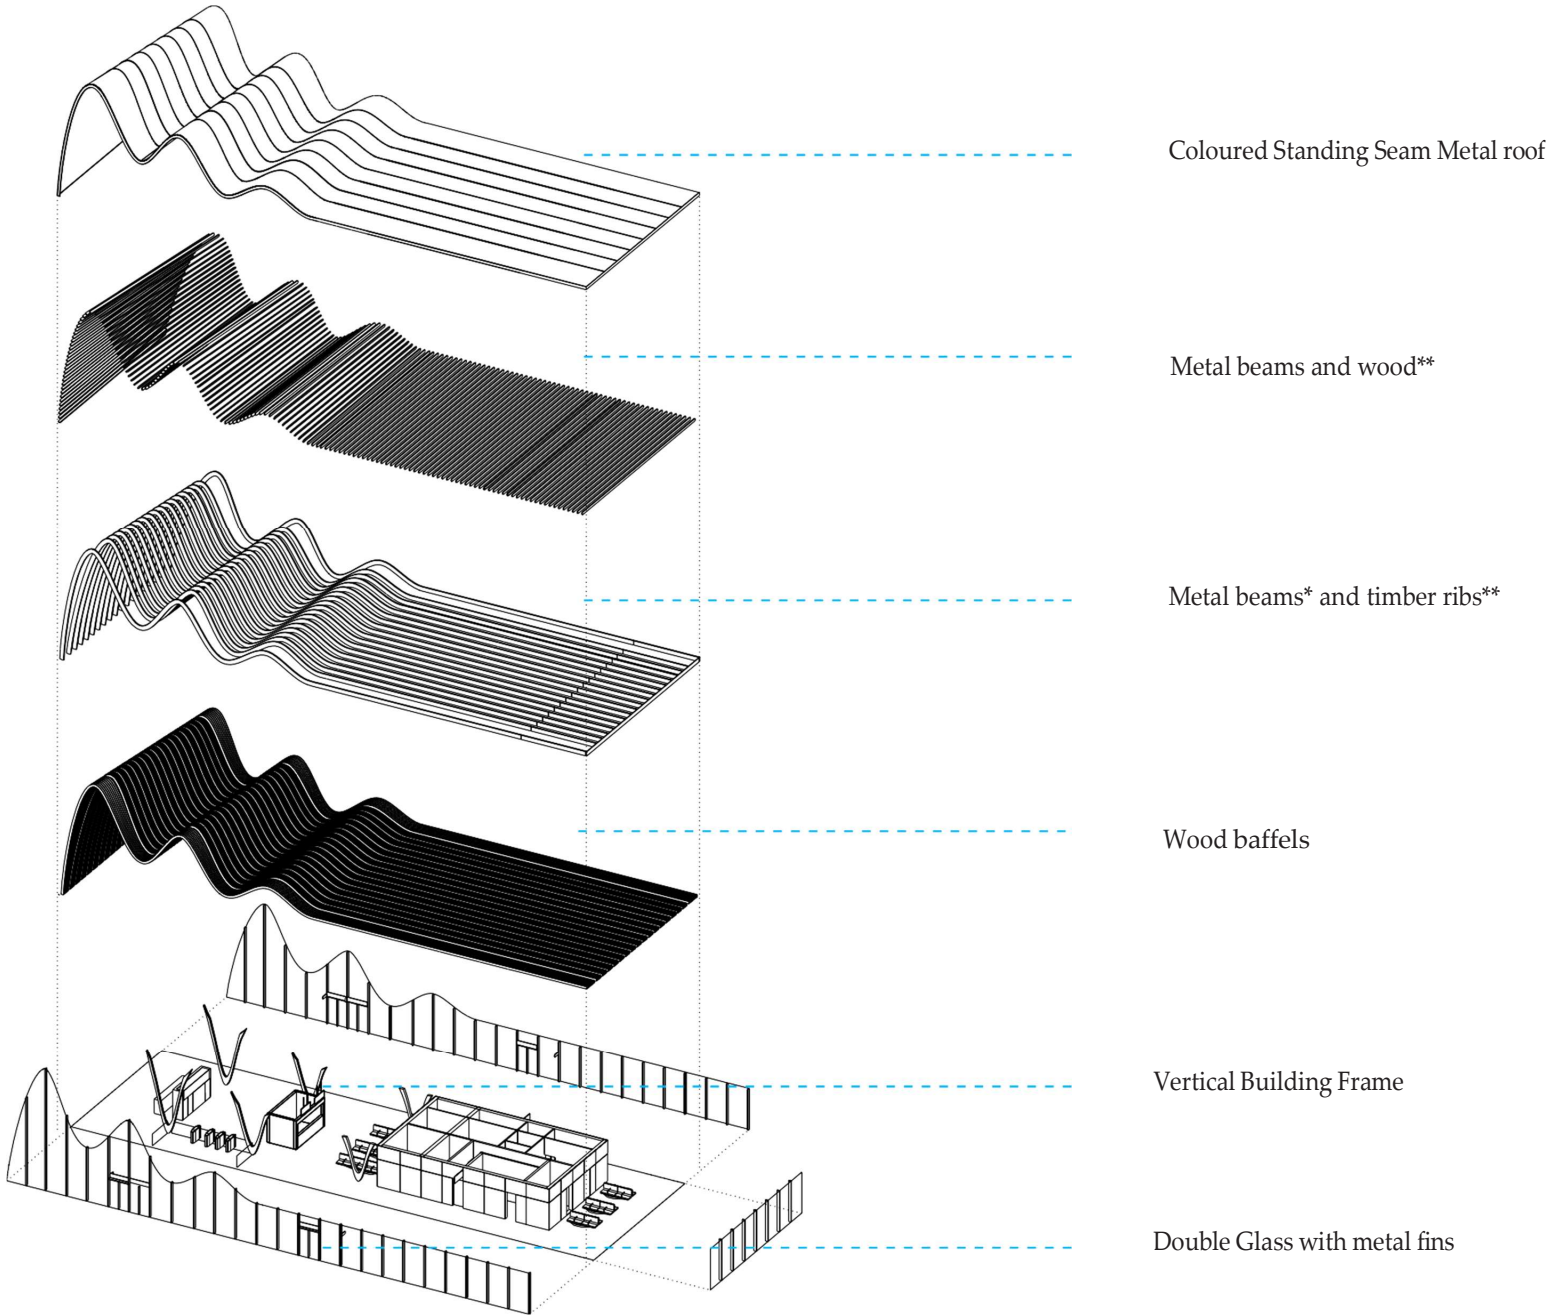 Coloured Standing Seam Metal roof
Metal beams and wood**
Metal beams* and timber ribs**
Wood baffels
Vertical Building Frame
Double Glass with metal fins